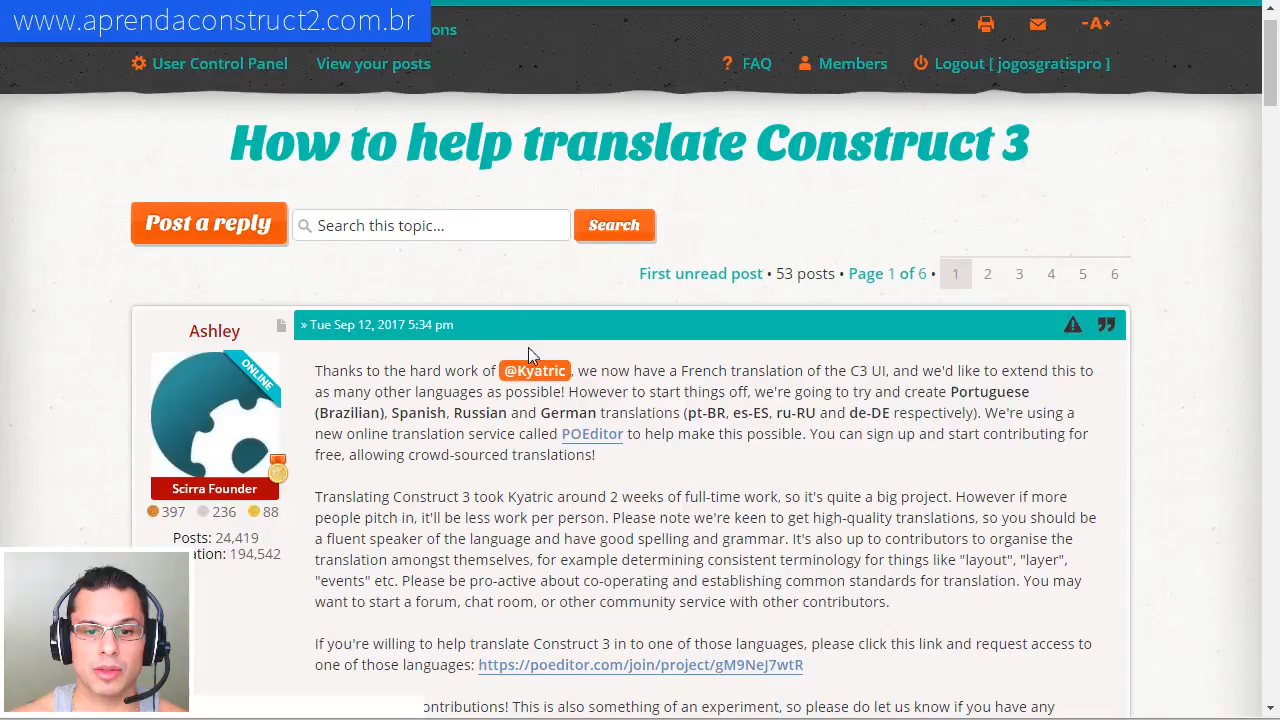 www.aprendaconstruct2.com.br
ons
-A+
User Control Panel
View your posts
? FAQ
Members
Logout [ jogosgratispro ]
How to help translate Construct 3
Post a reply
Search this topic...
Search
First unread post • 53 posts • Page 1 of 6 • 1 2 3 4 5 6
Ashley
ONLINE
Scirra Founder
397 236 88
Posts: 24,419
ation: 194,542
» Tue Sep 12, 2017 5:34 pm
Thanks to the hard work of @Kyatric, we now have a French translation of the C3 UI, and we'd like to extend this to
as many other languages as possible! However to start things off, we're going to try and create Portuguese
(Brazilian), Spanish, Russian and German translations (pt-BR, es-ES, ru-RU and de-DE respectively). We're using a
new online translation service called POEditor to help make this possible. You can sign up and start contributing for
free, allowing crowd-sourced translations!
Translating Construct 3 took Kyatric around 2 weeks of full-time work, so it's quite a big project. However if more
people pitch in, it'll be less work per person. Please note we're keen to get high-quality translations, so you should be
a fluent speaker of the language and have good spelling and grammar. It's also up to contributors to organise the
translation amongst themselves, for example determining consistent terminology for things like "layout", "layer",
"events" etc. Please be pro-active about co-operating and establishing common standards for translation. You may
want to start a forum, chat room, or other community service with other contributors.
If you're willing to help translate Construct 3 in to one of those languages, please click this link and request access to
one of those languages: https://poeditor.com/join/project/gM9NeJ7wtR
ontributions! This is also something of an experiment, so please do let us know if you have any